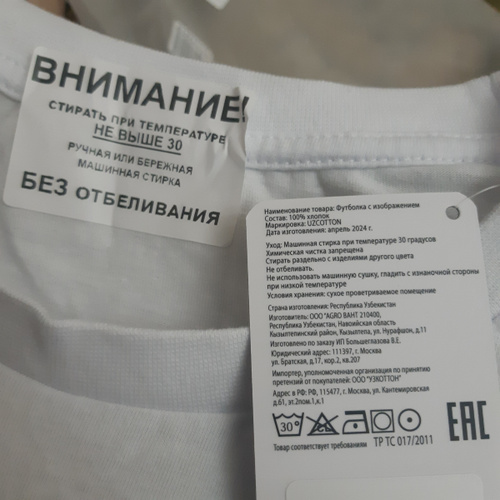 ВНИМАНИЕ!
СТИРАТЬ ПРИ ТЕМПЕРАТУРЕ
НЕ ВЫШЕ 30
РУЧНАЯ ИЛИ БЕРЕЖНАЯ
МАШИННАЯ СТИРКА
БЕЗ ОТБЕЛИВАНИЯ
Наименование товара: Футболка с изображением
Состав: 100% хлопок
Маркировка: UZCOTTON
Дата изготовления: апрель 2024 г.
Уход: Машинная стирка при температуре 30 градусов
Химическая чистка запрещена
Стирать раздельно с изделиями другого цвета
Не отбеливать.
Не использовать машинную сушку, гладить с изнаночной стороны
при низкой температуре
Условия хранения: сухое проветриваемое помещение
Страна изготовления: Республика Узбекистан
Изготовитель: ООО "AGRO BAHT 210400,
Республика Узбекистан, Навоийская область
Кызылтепинский район, Кызылтепа, ул. Нурафшон, д.11
Изготовлено по заказу ИП Большеглазова В.Е.
Юридический адрес: 111397, г. Москва
ул. Братская, д.17, кор.2, кв.207
Импортер, уполномоченная организация по принятию
претензий от покупателей: ООО "УЗКОТТОН"
Адрес в РФ: РФ, 115477, г. Москва, ул. Кантемировская
д.61, эт.2пом.1,к.1
30°
Товар соответствует требованиям ТР ТС 017/2011
EAC